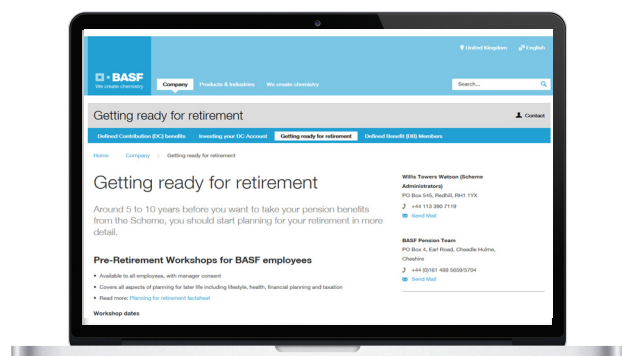 United Kingdom
English
BASF
We create chemistry
Company
Products & Industries
We create chemistry
Search...
Getting ready for retirement
Contact
Defined Contribution (DC) benefits
Investing your DC Account
Getting ready for retirement
Defined Benefit (DB) Members
Home
Company
Getting ready for retirement
Getting ready for retirement
Around 5 to 10 years before you want to take your pension benefits
from the Scheme, you should start planning for your retirement in more
detail.
Pre-Retirement Workshops for BASF employees
Available to all employees, with manager consent
Covers all aspects of planning for later life including lifestyle, health, financial planning and taxation
Read more: Planning for retirement factsheet
Workshop dates
Willis Towers Watson (Scheme
Administrators)
PO Box 545, Redhill, RH1 1YX
+44 113 390 7119
Send Mail
BASF Pension Team
PO Box 4, Earl Road, Cheadle Hulme,
Cheshire
+44 (0)161 488 5659/5704
Send Mail